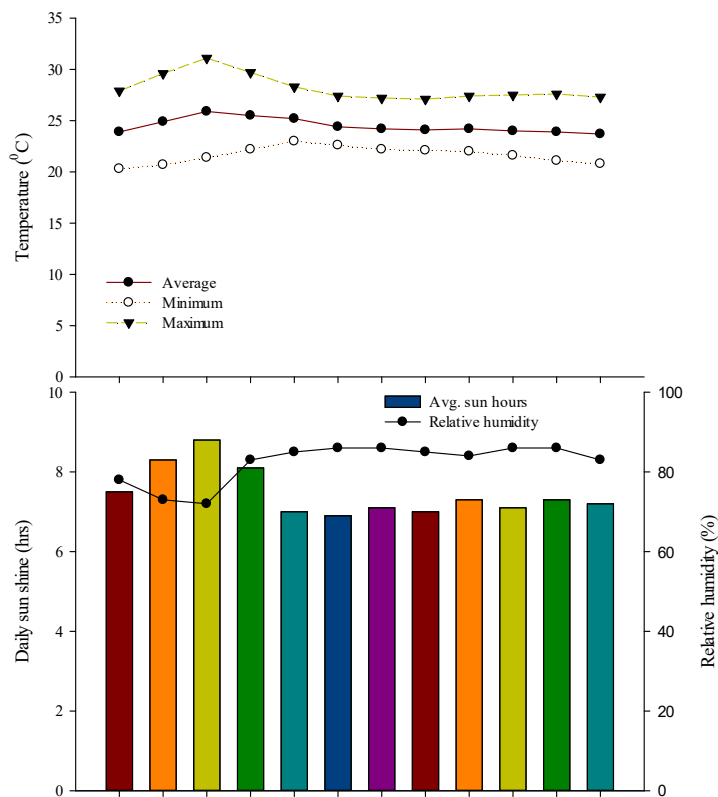 35
30
25
20
15
10
5
0
Temperature (⁰C)
Average
Minimum
Maximum
10
8
6
4
2
0
Daily sun shine (hrs)
Avg. sun hours
Relative humidity
100
80
60
40
20
0
Relative humidity (%)